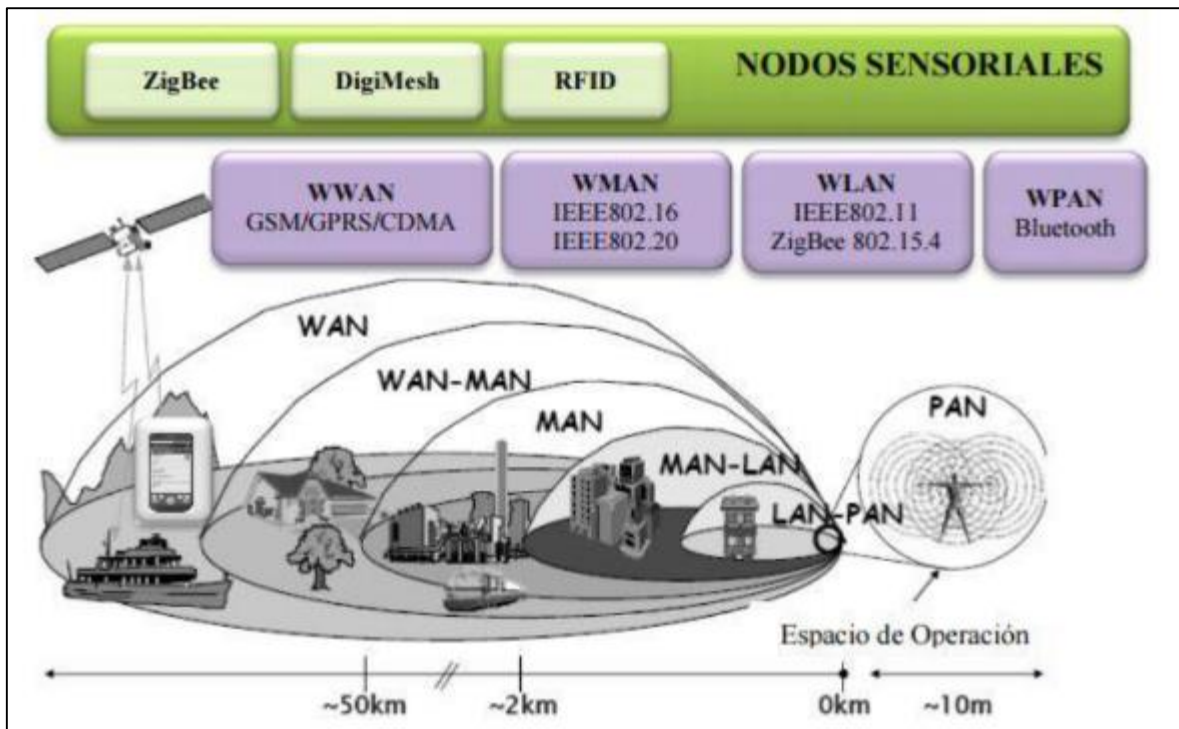 NODOS SENSORIALES
ZigBee
DigiMesh
RFID
WWAN
GSM/GPRS/CDMA
WMAN
IEEE802.16
IEEE802.20
WLAN
IEEE802.11
ZigBee 802.15.4
WPAN
Bluetooth
WAN
WAN-MAN
MAN
MAN-LAN
LAN-PAN
PAN
Espacio de Operación
~50km
~2km
0km
~10m